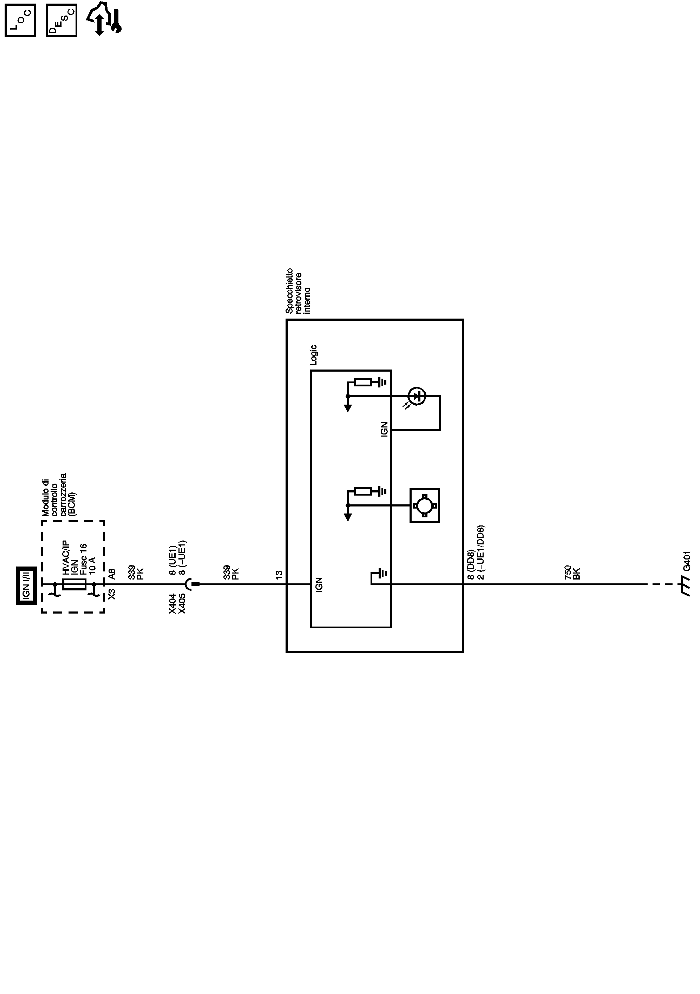 LOC
DESC
IGN I/II
Modulo di
controllo
carrozzeria
(BCM)
HVAC/IP
IGN
Fuse 16
10 A
A8
X3
339
PK
6 (UE1)
8 (-UE1)
X404
X405
339
PK
13
Specchietto
retrovisore
interno
Logic
IGN
IGN
8 (DD8)
2 (-UE1/DD8)
750
BK
G401